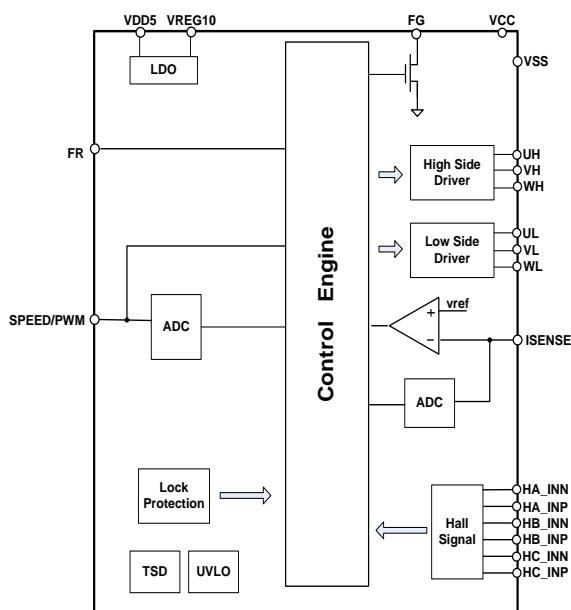 VDD5 VREG10 FG VCC
LDO
VSS
FR
High Side
Driver
UH
VH
WH
Low Side
Driver
UL
VL
WL
Control Engine
SPEED/PWM
ADC
vref
+
−
ISENSE
ADC
Lock
Protection
Hall
Signal
HA_INN
HA_INP
HB_INN
HB_INP
HC_INN
HC_INP
TSD
UVLO